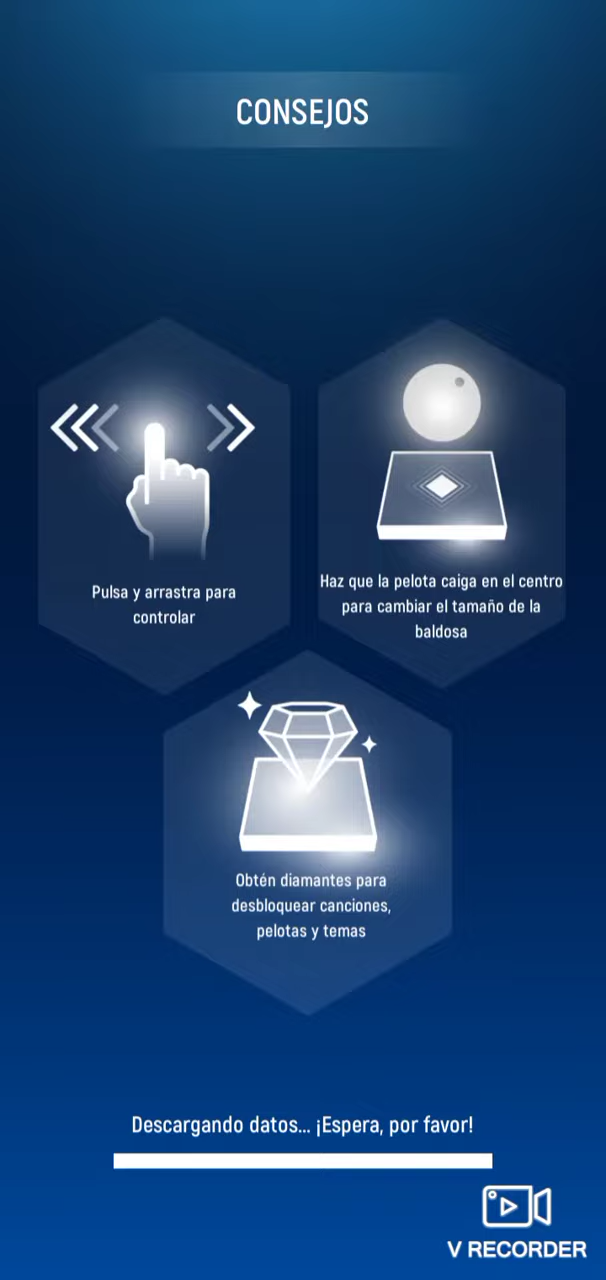 CONSEJOS
Pulsa y arrastra para
controlar
Haz que la pelota caiga en el centro
para cambiar el tamaño de la
baldosa
Obtén diamantes para
desbloquear canciones,
pelotas y temas
Descargando datos... ¡Espera, por favor!
V RECORDER